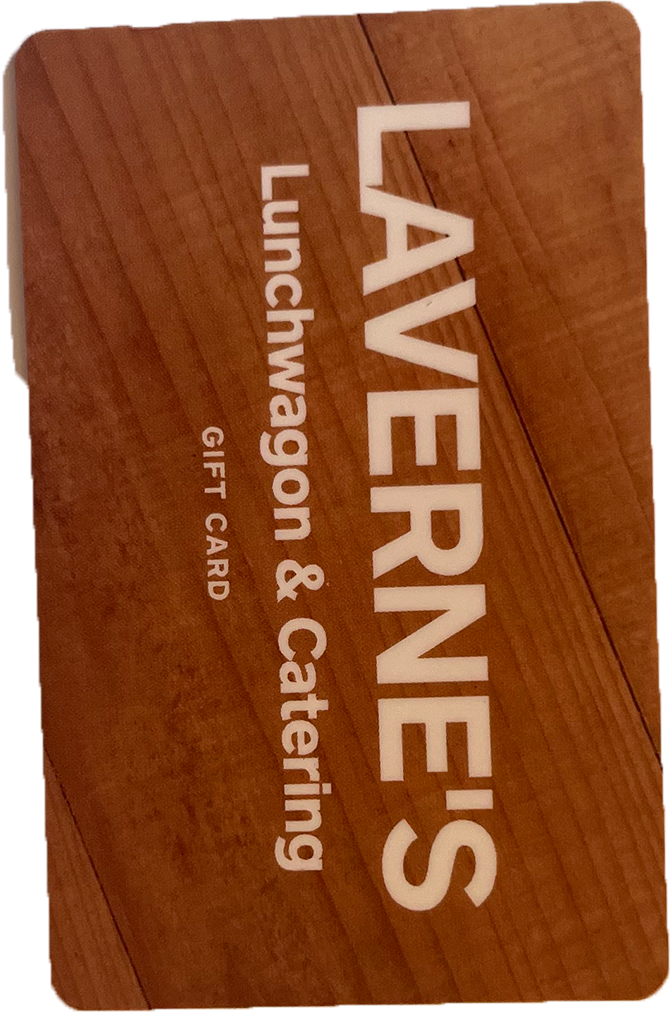 LAVERNE'S
Lunchwagon & Catering
GIFT CARD